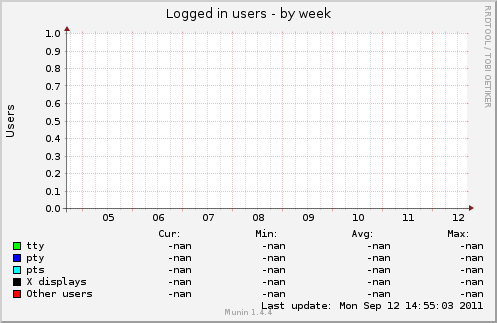 Logged in users - by week
RRDTOOL / TOBI OETIKER
Users
1.0
0.9
0.8
0.7
0.6
0.5
0.4
0.3
0.2
0.1
0.0
05 06 07 08 09 10 11 12
Cur: Min: Avg: Max:
tty -nan -nan -nan -nan
pty -nan -nan -nan -nan
pts -nan -nan -nan -nan
X displays -nan -nan -nan -nan
Other users -nan -nan -nan -nan
Last update: Mon Sep 12 14:55:03 2011
Munin 1.4.4